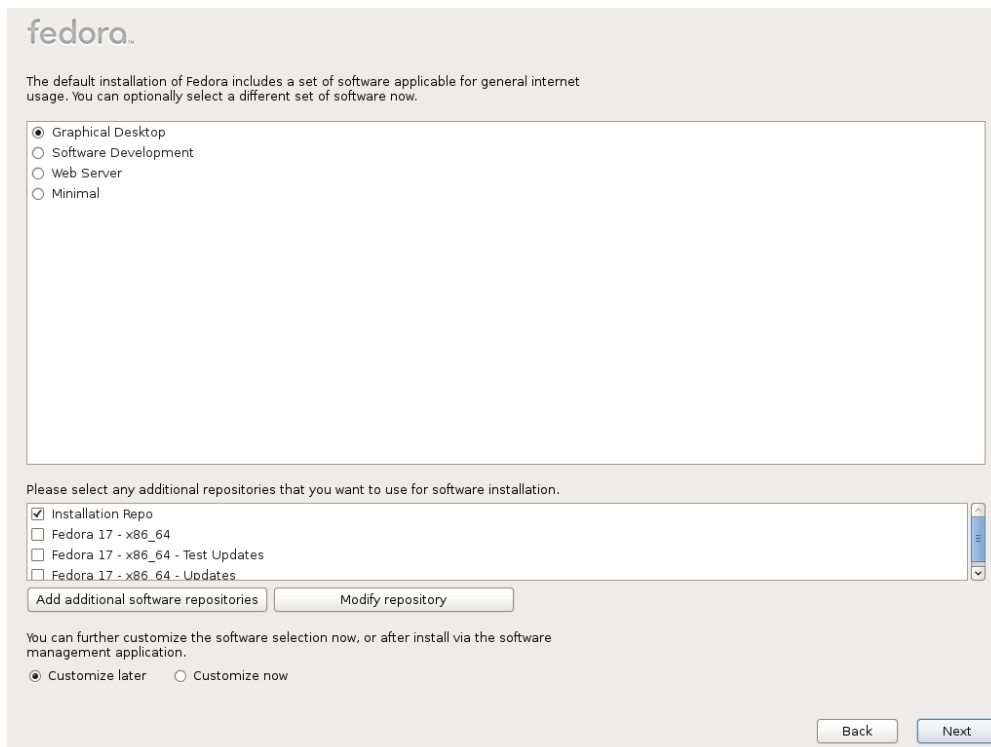 fedora™
The default installation of Fedora includes a set of software applicable for general internet
usage. You can optionally select a different set of software now.
Graphical Desktop
Software Development
Web Server
Minimal
Please select any additional repositories that you want to use for software installation.
Installation Repo
Fedora 17 - x86_64
Fedora 17 - x86_64 - Test Updates
Fedora 17 - x86_64 - Updates
Add additional software repositories Modify repository
You can further customize the software selection now, or after install via the software
management application.
Customize later Customize now
Back Next